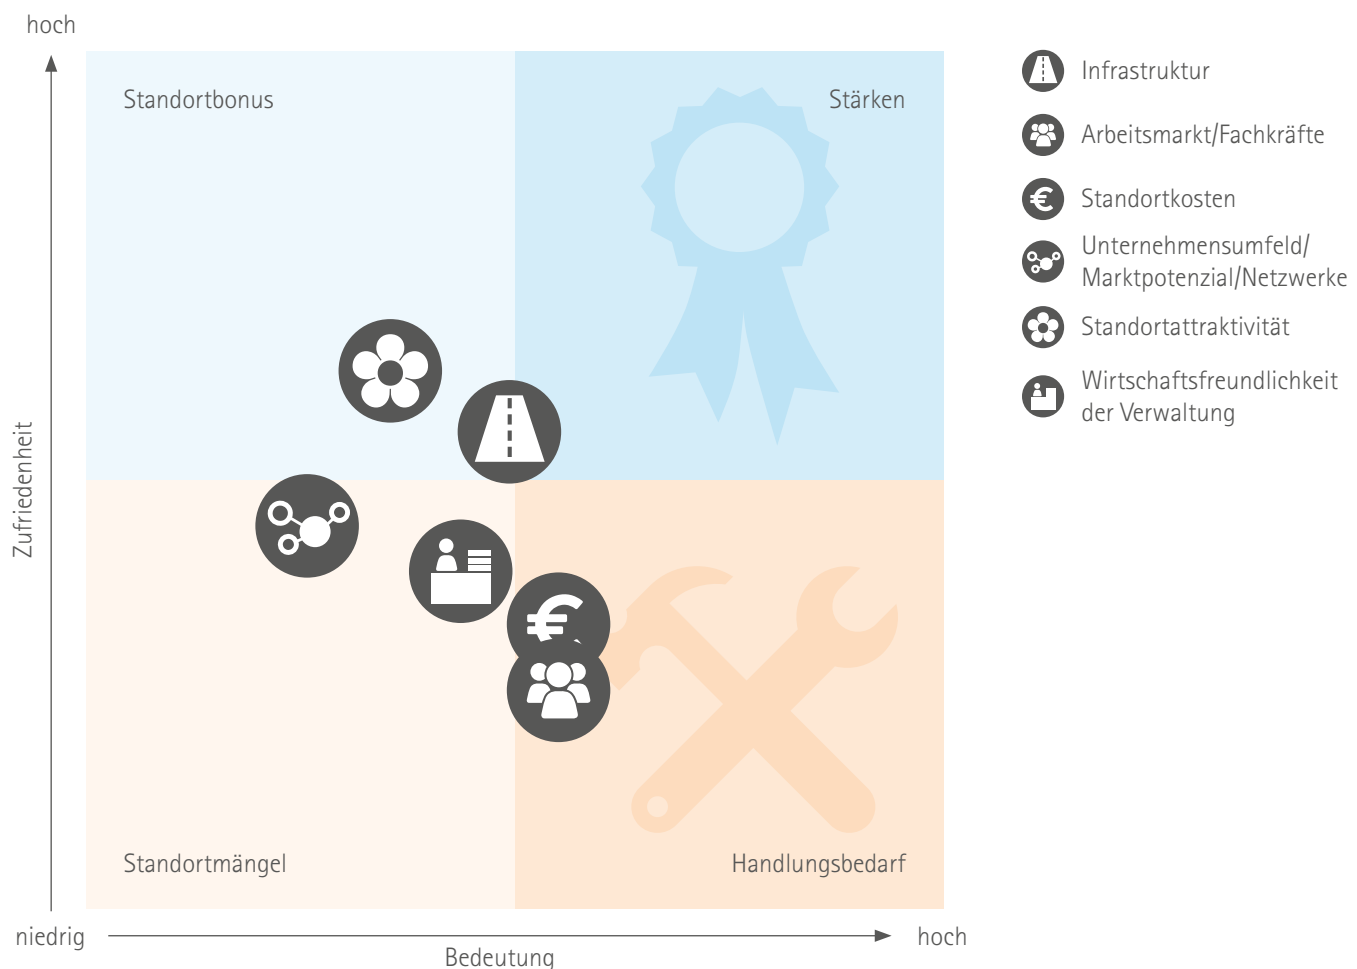 hoch
Standortbonus
Stärken
Zufriedenheit
Standortmängel
Handlungsbedarf
niedrig
hoch
Bedeutung
Infrastruktur
Arbeitsmarkt/Fachkräfte
€ Standortkosten
Unternehmensumfeld/
Marktpotenzial/Netzwerke
Standortattraktivität
Wirtschaftsfreundlichkeit
der Verwaltung
€